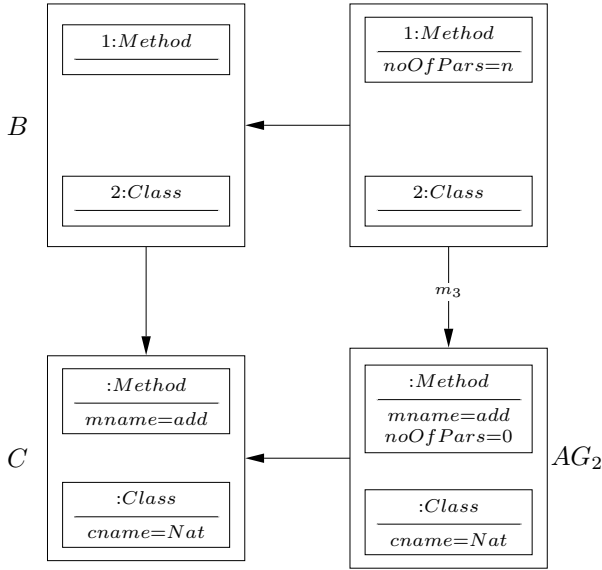 1:Method
1:Method
noOfPars=n
B
2:Class
2:Class
m3
:Method
mname=add
:Method
mname=add
noOfPars=0
C
AG2
:Class
cname=Nat
:Class
cname=Nat